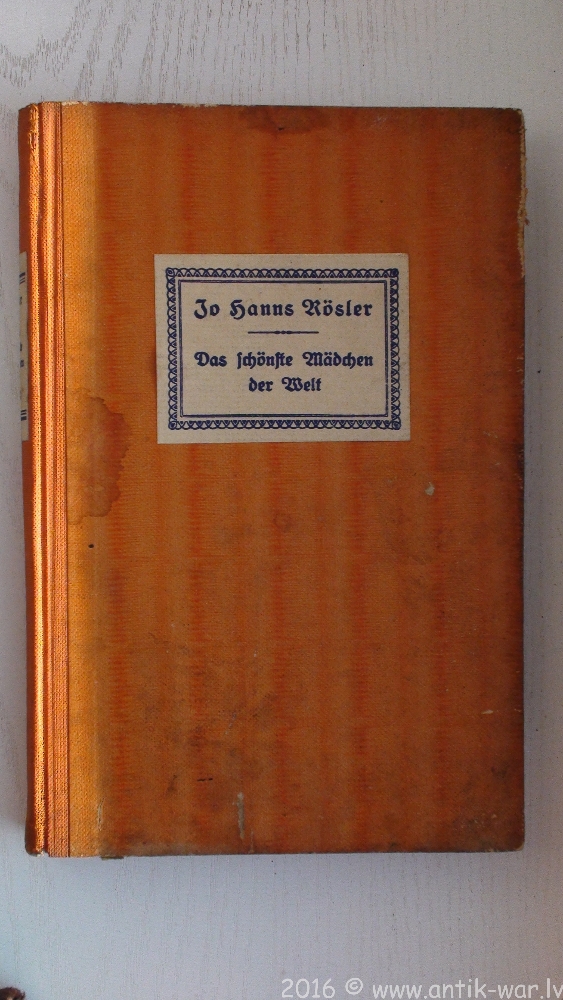 Jo Hanns Rösler
Das schönste Mädchen
der Welt
2016 © www.antik-war.lv